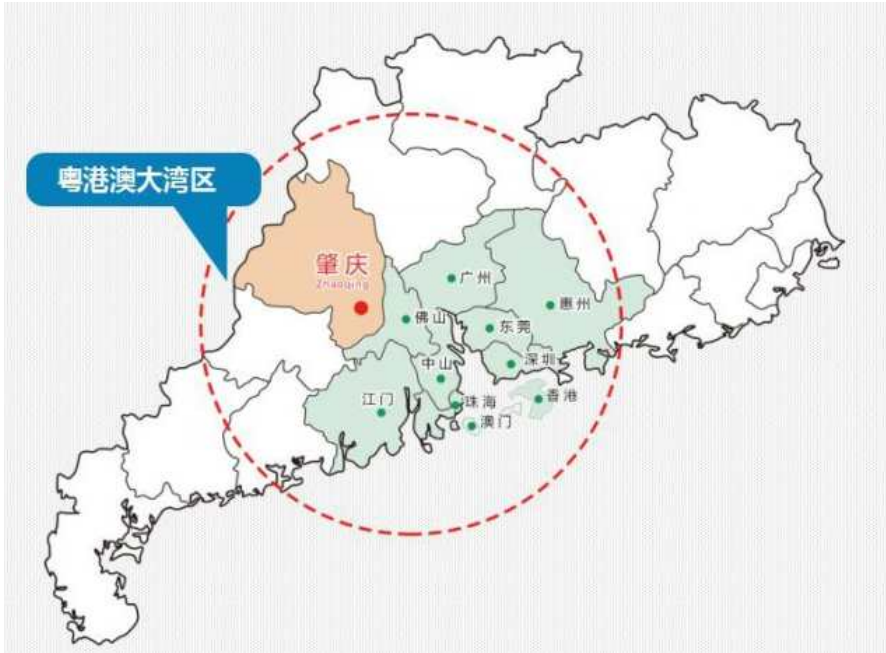 粤港澳大湾区
肇庆
Zhaoqing
广州
惠州
佛山
东莞
中山
深圳
江门
珠海
香港
澳门